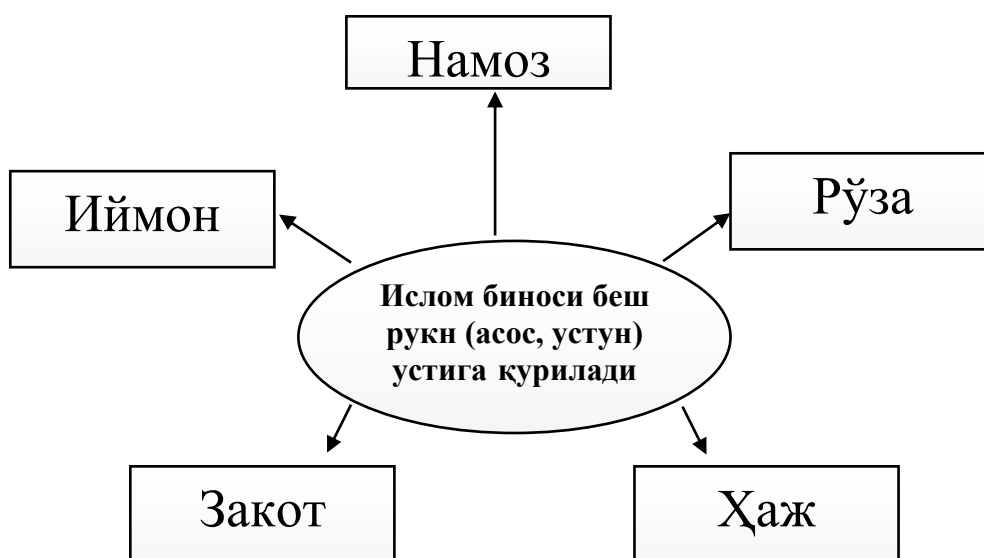 Намоз
Иймон
Рўза
Ислом биноси беш
рукн (асос, устун)
устига қурилади
Закот
Ҳаж